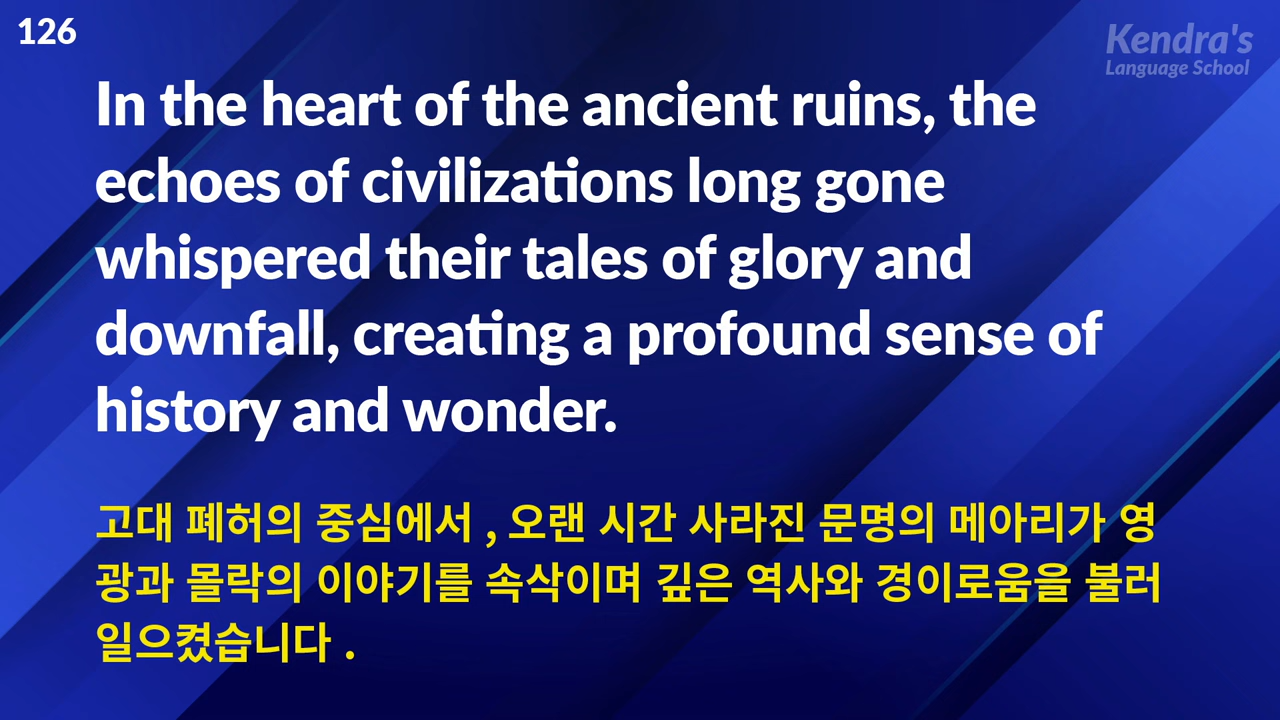 126
Kendra's
Language School
In the heart of the ancient ruins, the
echoes of civilizations long gone
whispered their tales of glory and
downfall, creating a profound sense of
history and wonder.
고대 폐허의 중심에서 , 오랜 시간 사라진 문명의 메아리가 영
광과 몰락의 이야기를 속삭이며 깊은 역사와 경이로움을 불러
일으켰습니다 .